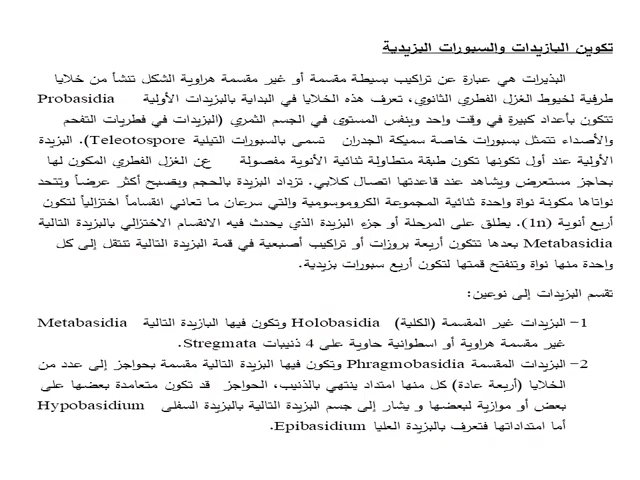 تكوين البازيدات والسبورات البزيدية
البذيرات هي عبارة عن تراكيب بسيطة مقسمة أو غير مقسمة هراوية الشكل تنشأ من خلايا
طرفية لخيوط الغزل الفطري الثانوي، تعرف هذه الخلايا في البداية بالبزيدات الأولية Probasidia
تتكون بأعداد كبيرة في وقت واحد وبنفس المستوى في الجسم الثمري (البزيدات في فطريات التفحم
والأصداء تتمثل بسبورات خاصة سميكة الجدران تسمى بالسبورات التيلية Teleotospore). البزيدة
الأولية عند أول تكونها تكون طبقة متطاولة ثنائية الأنوية مفصولة عن الغزل الفطري المكون لها
بحاجز مستعرض ويشاهد عند قاعدتها اتصال كلابي. تزداد البزيدة بالحجم ويصبح أكثر عرضاً وتتحد
نواتاها مكونة نواة واحدة ثنائية المجموعة الكروموسومية والتي سرعان ما تعاني انقساماً اختزالياً لتكون
أربع أنوية (1n). يطلق على المرحلة أو جزء البزيدة الذي يحدث فيه الانقسام الاختزالي بالبزيدة التالية
Metabasidia بعدها تتكون أربعة بروزات أو تراكيب أصبعية في قمة البزيدة التالية تنتقل إلى كل
واحدة منها نواة وتنفتح قمتها لتكون أربع سبورات بزيدية.
تقسم البزيدات إلى نوعين:
1- البزيدات غير المقسمة (الكلية) Holobasidia وتكون فيها البازيدة التالية Metabasidia
غير مقسمة هراوية أو اسطوانية حاوية على 4 ذنيبات Stregmata.
2- البزيدات المقسمة Phragmobasidia وتكون فيها البزيدة التالية مقسمة بحواجز إلى عدد من
الخلايا (أربعة عادة) كل منها امتداد ينتهي بالذنيب، الحواجز قد تكون متعامدة بعضها على
بعض أو موازية لبعضها و يشار إلى جسم البزيدة التالية بالبزيدة السفلى Hypobasidium
أما امتداداتها فتعرف بالبزيدة العليا Epibasidium.